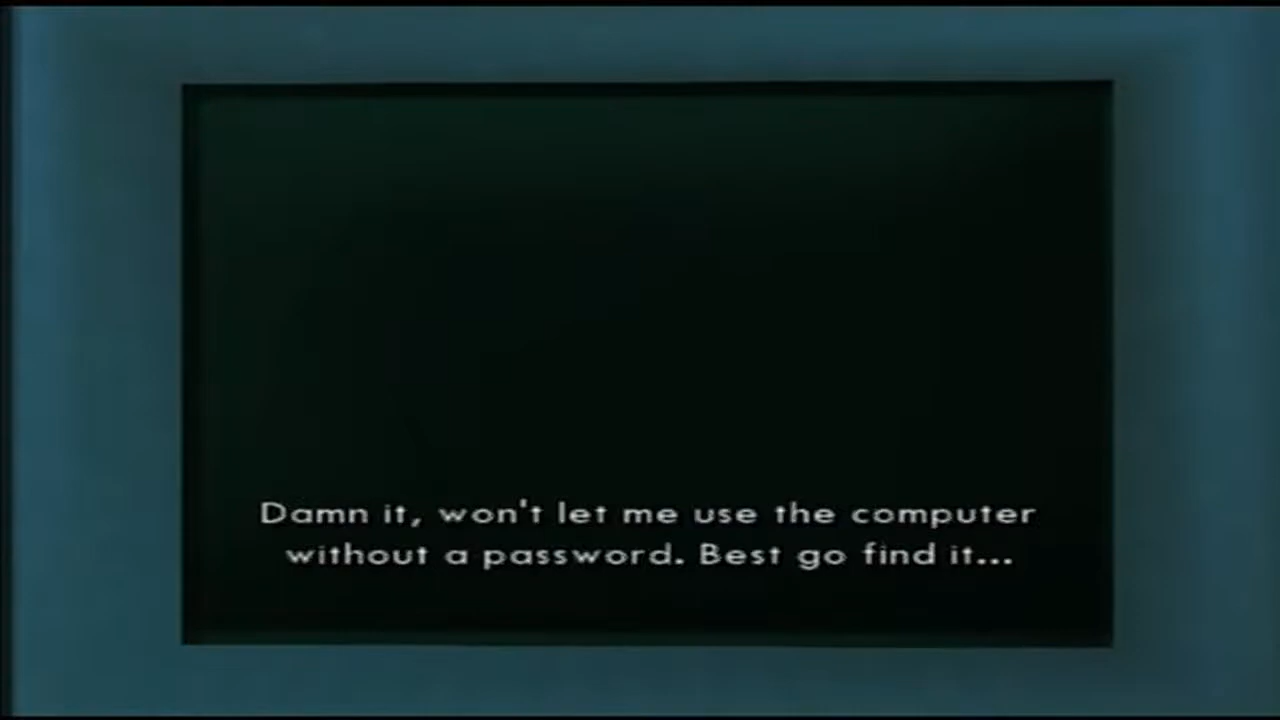 Damn it, won't let me use the computer
without a password. Best go find it...